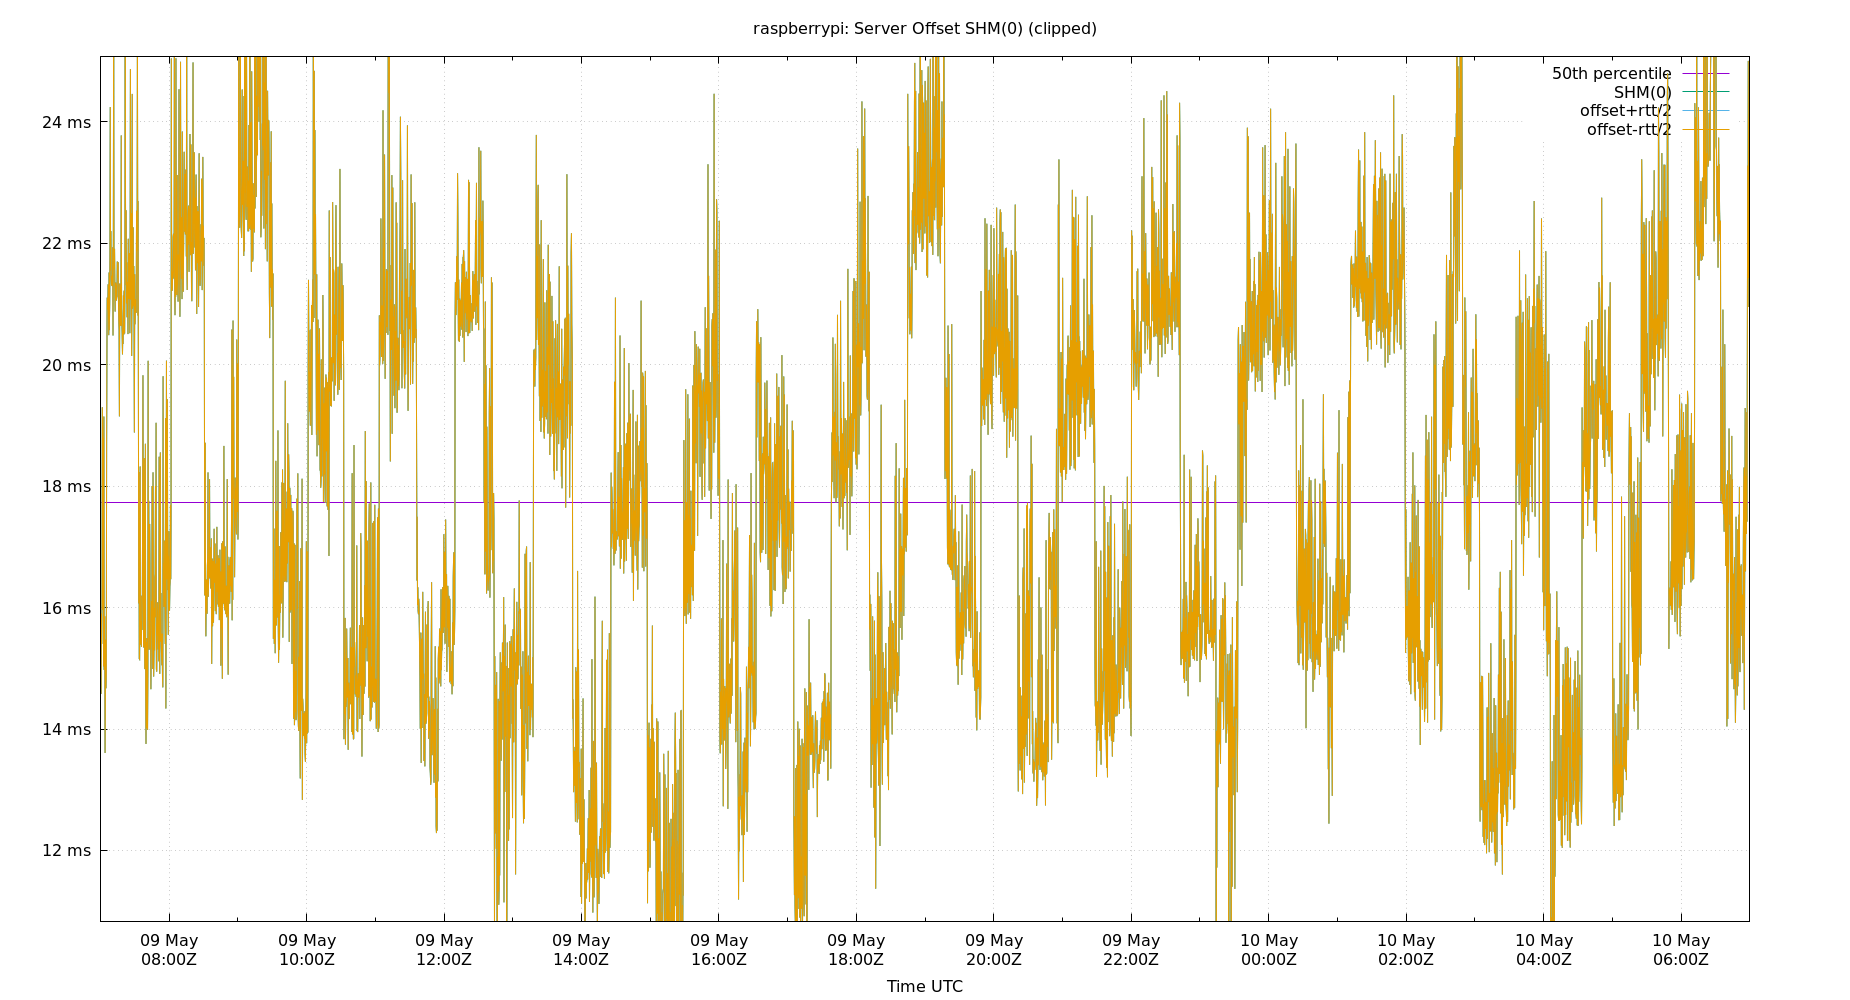 raspberrypi: Server Offset SHM(0) (clipped)
50th percentile
SHM(0)
offset+rtt/2
offset-rtt/2
24 ms
22 ms
20 ms
18 ms
16 ms
14 ms
12 ms
09 May 09 May 09 May 09 May 09 May 09 May 09 May 09 May 10 May 10 May 10 May 10 May
08:00Z 10:00Z 12:00Z 14:00Z 16:00Z 18:00Z 20:00Z 22:00Z 00:00Z 02:00Z 04:00Z 06:00Z
Time UTC